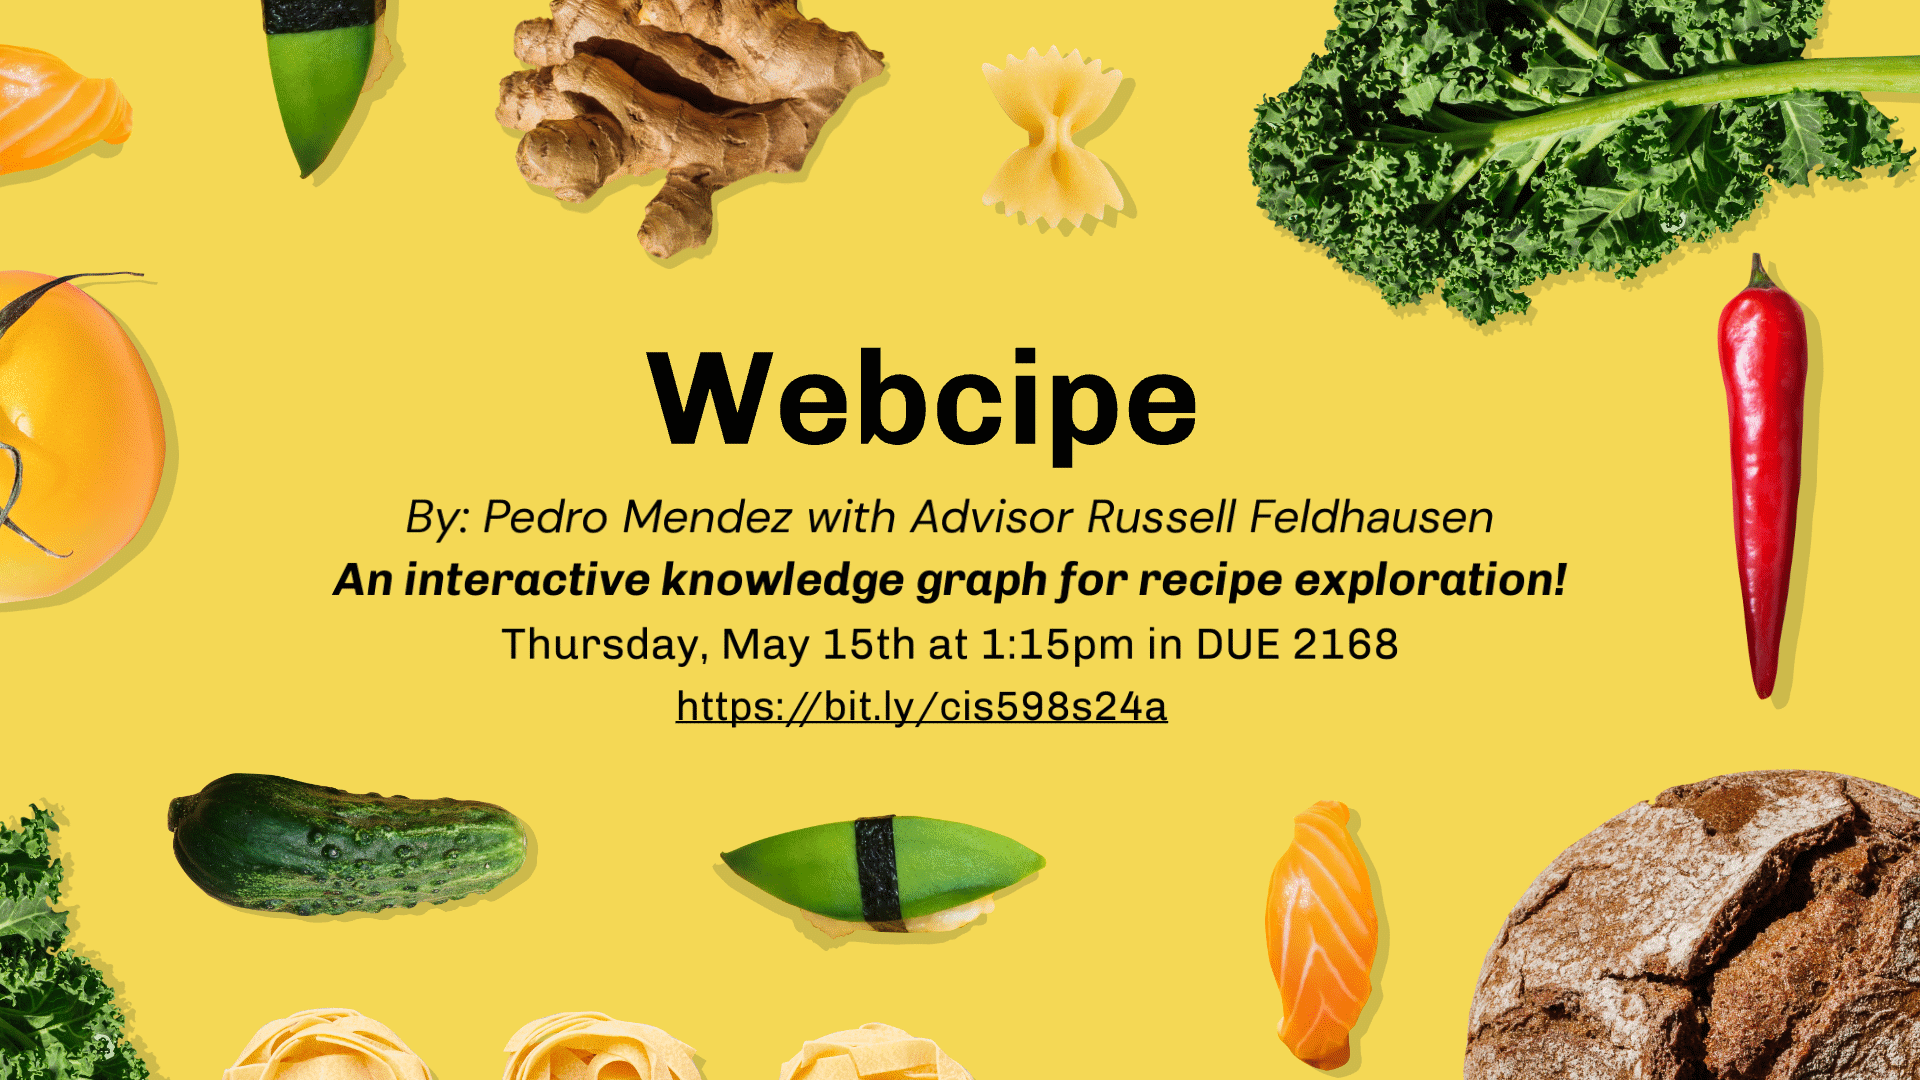 Webcipe
By: Pedro Mendez with Advisor Russell Feldhausen
An interactive knowledge graph for recipe exploration!
Thursday, May 15th at 1:15pm in DUE 2168
https://bit.ly/cis598s24a